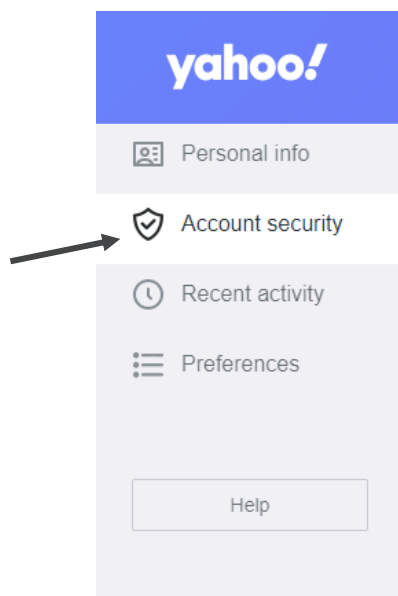 yahoo!
Personal info
Account security
Recent activity
Preferences
Help